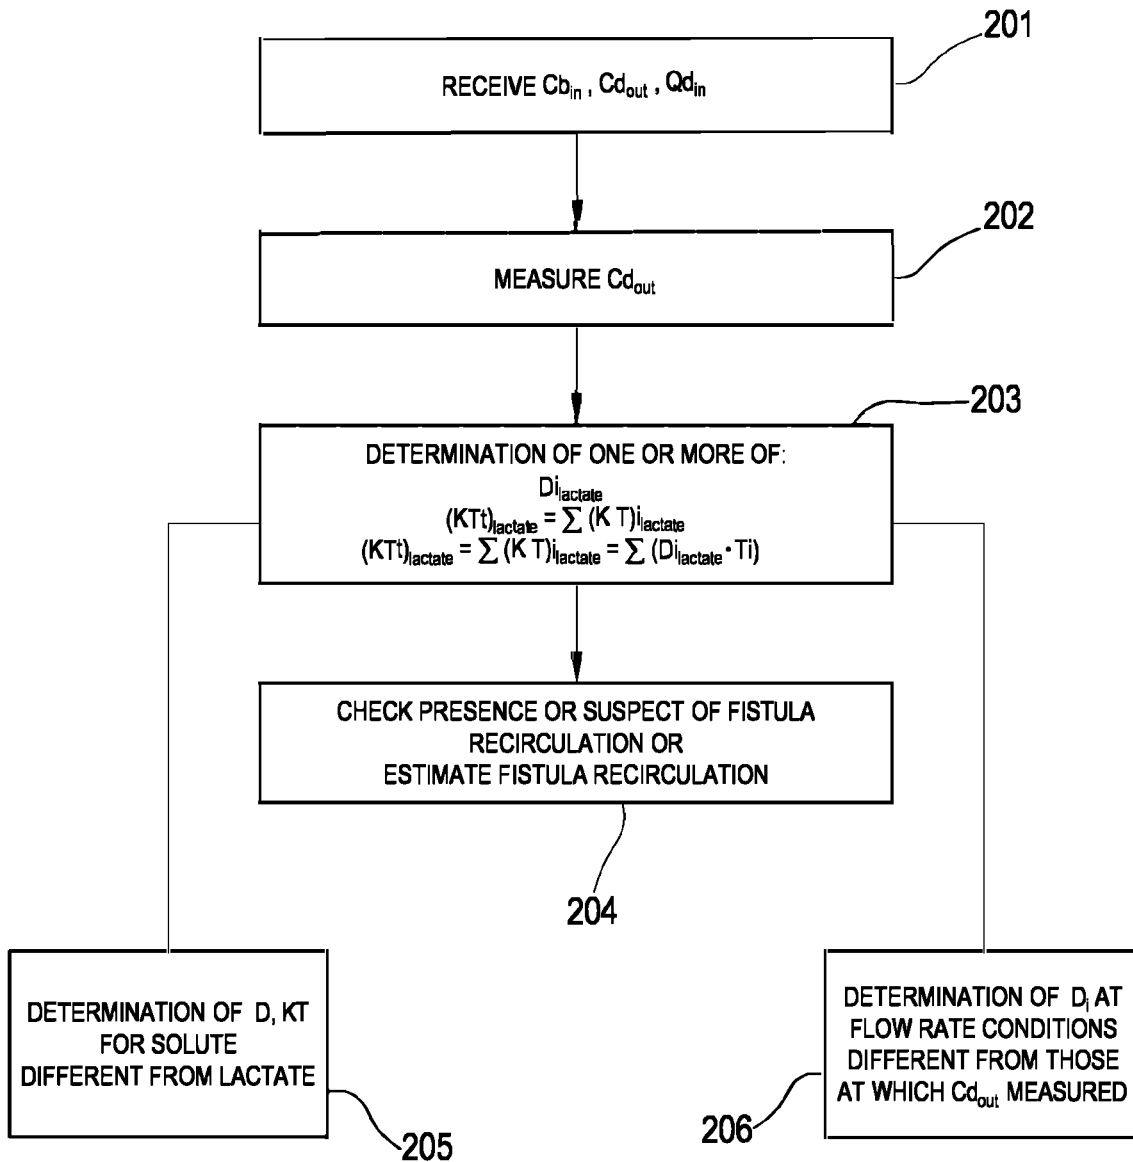 201
RECEIVE Cb_in , Cd_out , Qd_in
202
MEASURE Cd_out
203
DETERMINATION OF ONE OR MORE OF:
Di_lactate
(KTt)_lactate = ∑ (K T)i_lactate
(KTt)_lactate = ∑ (K T)i_lactate = ∑ (Di_lactate · Ti)
CHECK PRESENCE OR SUSPECT OF FISTULA
RECIRCULATION OR
ESTIMATE FISTULA RECIRCULATION
204
DETERMINATION OF D, KT
FOR SOLUTE
DIFFERENT FROM LACTATE
205
DETERMINATION OF D_i AT
FLOW RATE CONDITIONS
DIFFERENT FROM THOSE
AT WHICH Cd_out MEASURED
206